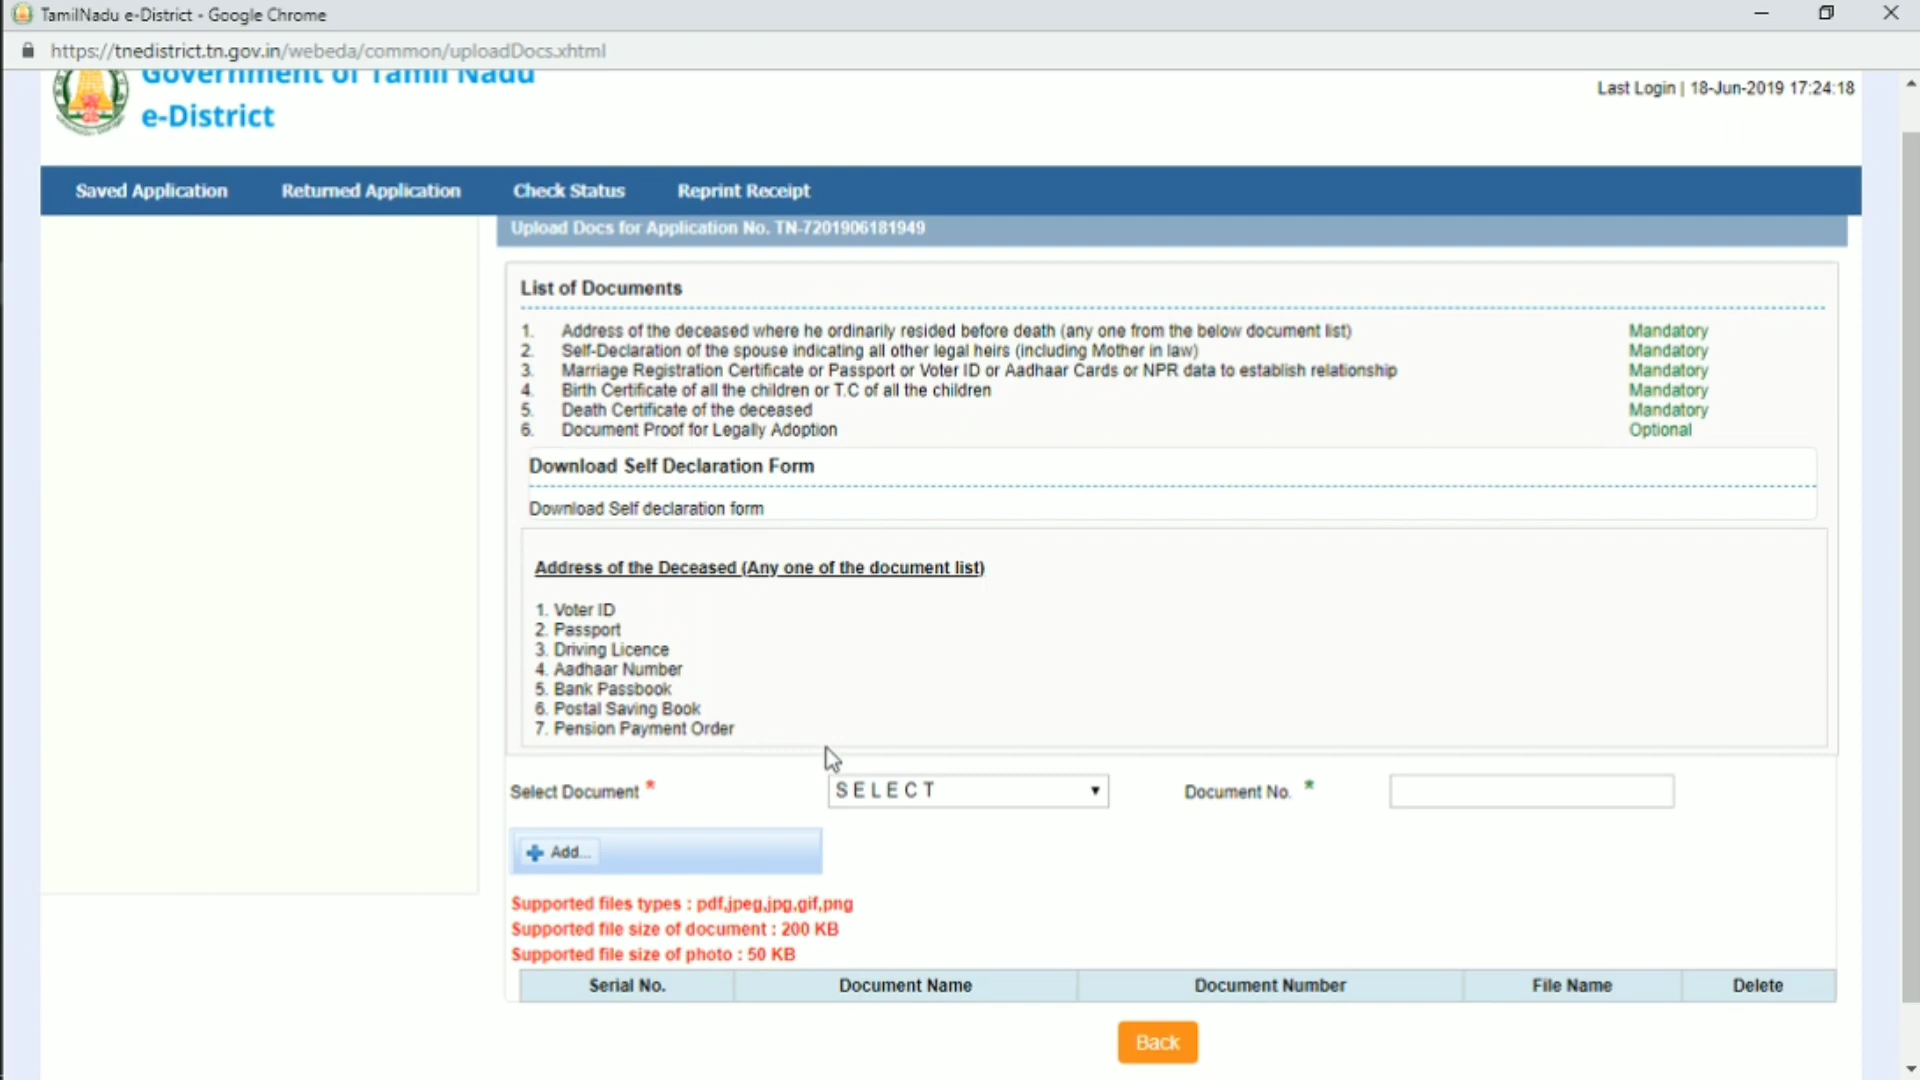 TamilNadu e-District - Google Chrome
https://tnedistrict.tn.gov.in/webeda/common/uploadDocs.xhtml
Government of Tamil Nadu
e-District
Last Login | 18-Jun-2019 17:24:18
Saved Application Returned Application Check Status Reprint Receipt
Upload Docs for Application No. TN-7201906181949
List of Documents
1. Address of the deceased where he ordinarily resided before death (any one from the below document list) Mandatory
2. Self-Declaration of the spouse indicating all other legal heirs (including Mother in law) Mandatory
3. Marriage Registration Certificate or Passport or Voter ID or Aadhaar Cards or NPR data to establish relationship Mandatory
4. Birth Certificate of all the children or T.C of all the children Mandatory
5. Death Certificate of the deceased Mandatory
6. Document Proof for Legally Adoption Optional
Download Self Declaration Form
Download Self declaration form
Address of the Deceased (Any one of the document list)
1. Voter ID
2. Passport
3. Driving Licence
4. Aadhaar Number
5. Bank Passbook
6. Postal Saving Book
7. Pension Payment Order
Select Document * SELECT Document No. *
Add...
Supported files types : pdf,jpeg,jpg,gif,png
Supported file size of document : 200 KB
Supported file size of photo : 50 KB
Serial No. Document Name Document Number File Name Delete
Back